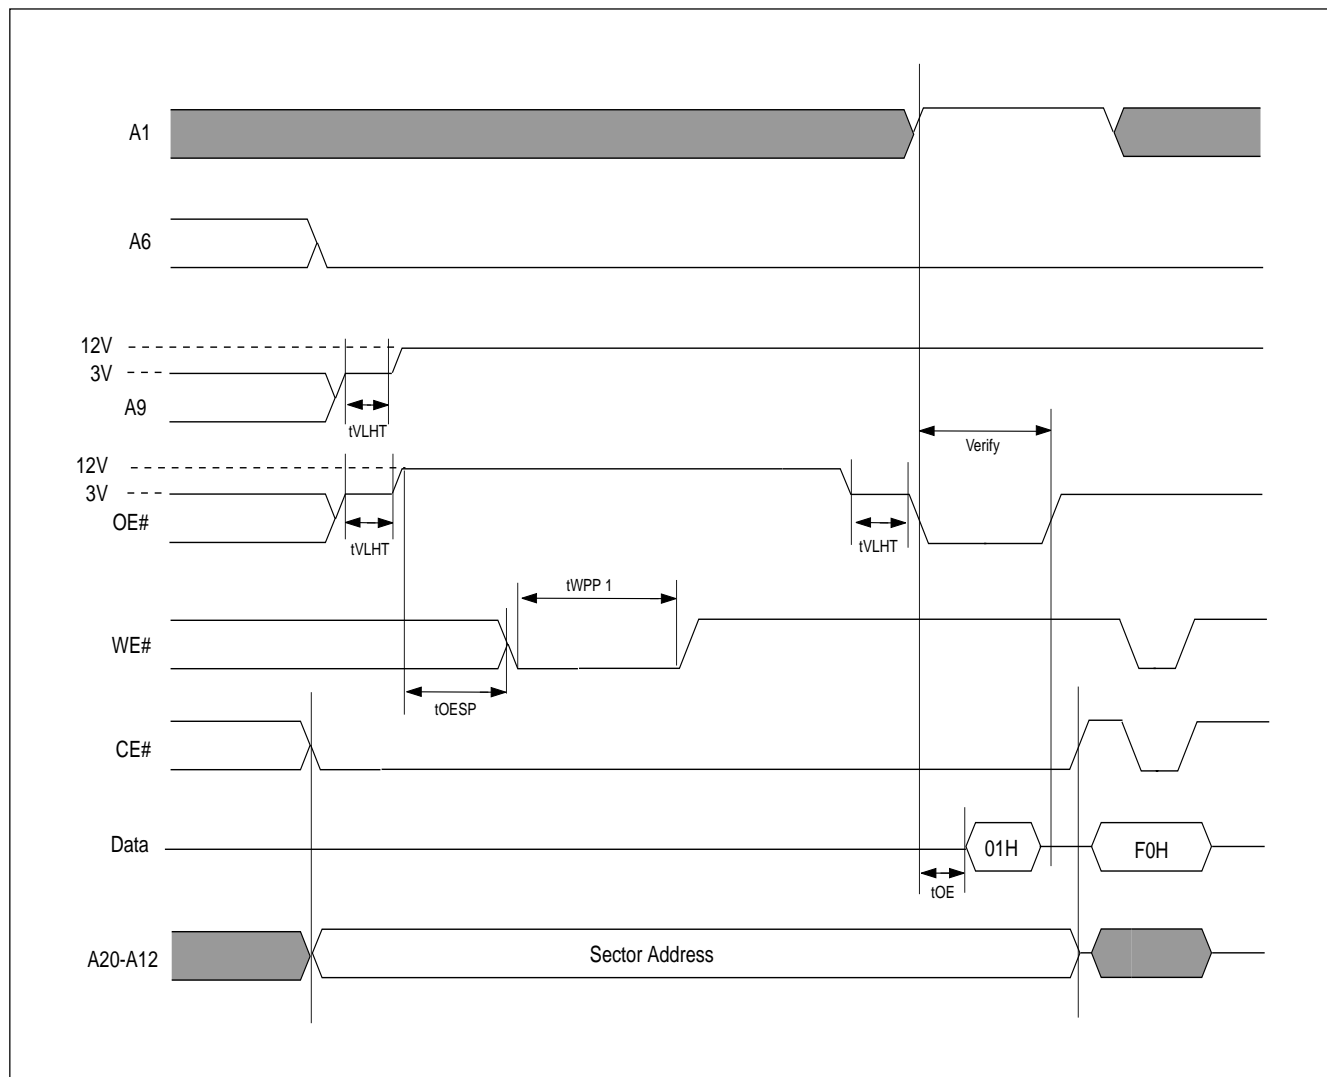 A1
A6
12V
3V
A9
tVLHT
Verify
12V
3V
OE#
tVLHT
tVLHT
tWPP 1
WE#
tOESP
CE#
Data
01H
F0H
tOE
A20-A12
Sector Address